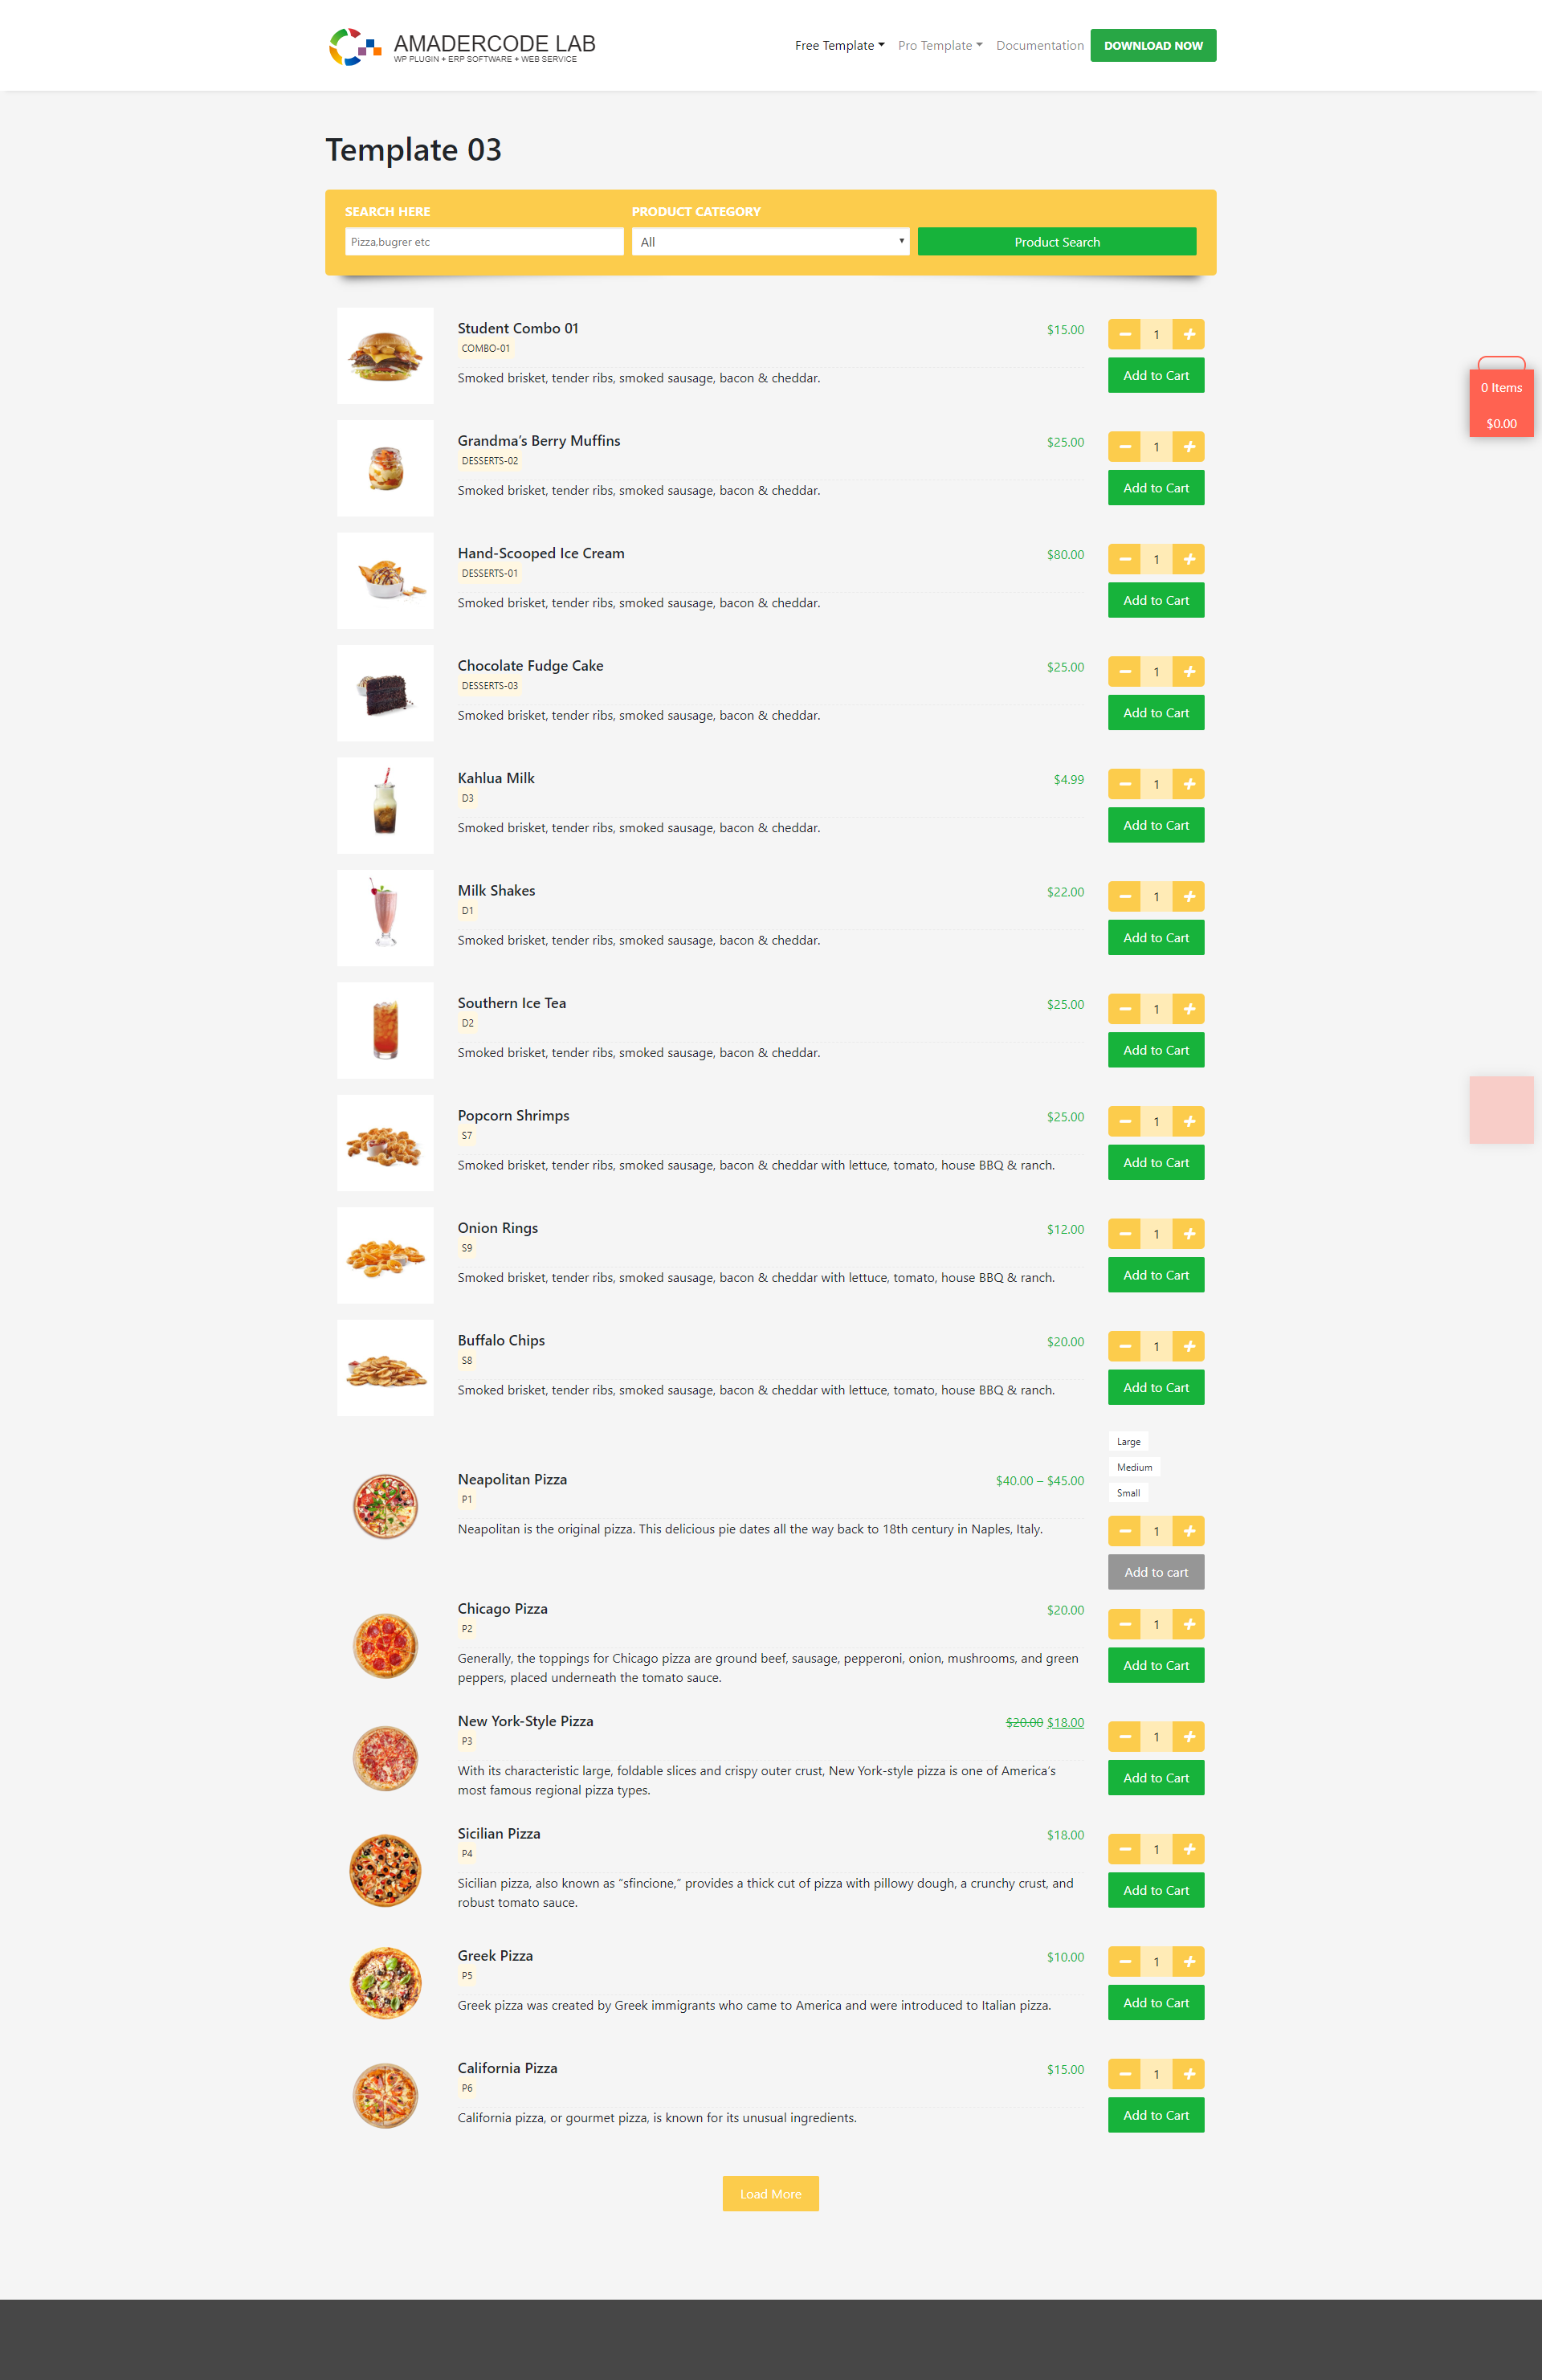 AMADERCODE LAB
WP PLUGIN + ERP SOFTWARE + WEB SERVICE
Free Template Pro Template Documentation DOWNLOAD NOW
Template 03
SEARCH HERE PRODUCT CATEGORY
Pizza,bugrer etc All Product Search
Student Combo 01 $15.00 1
COMBO-01
Smoked brisket, tender ribs, smoked sausage, bacon & cheddar. Add to Cart
0 Items
$0.00
Grandma's Berry Muffins $25.00 1
DESSERTS-02
Smoked brisket, tender ribs, smoked sausage, bacon & cheddar. Add to Cart
Hand-Scooped Ice Cream $80.00 1
DESSERTS-01
Smoked brisket, tender ribs, smoked sausage, bacon & cheddar. Add to Cart
Chocolate Fudge Cake $25.00 1
DESSERTS-03
Smoked brisket, tender ribs, smoked sausage, bacon & cheddar. Add to Cart
Kahlua Milk $4.99 1
D3
Smoked brisket, tender ribs, smoked sausage, bacon & cheddar. Add to Cart
Milk Shakes $22.00 1
D1
Smoked brisket, tender ribs, smoked sausage, bacon & cheddar. Add to Cart
Southern Ice Tea $25.00 1
D2
Smoked brisket, tender ribs, smoked sausage, bacon & cheddar. Add to Cart
Popcorn Shrimps $25.00 1
S7
Smoked brisket, tender ribs, smoked sausage, bacon & cheddar with lettuce, tomato, house BBQ & ranch. Add to Cart
Onion Rings $12.00 1
S9
Smoked brisket, tender ribs, smoked sausage, bacon & cheddar with lettuce, tomato, house BBQ & ranch. Add to Cart
Buffalo Chips $20.00 1
S8
Smoked brisket, tender ribs, smoked sausage, bacon & cheddar with lettuce, tomato, house BBQ & ranch. Add to Cart
Large
Medium
Neapolitan Pizza $40.00 – $45.00
Small
P1
Neapolitan is the original pizza. This delicious pie dates all the way back to 18th century in Naples, Italy. 1
Add to cart
Chicago Pizza $20.00 1
P2
Generally, the toppings for Chicago pizza are ground beef, sausage, pepperoni, onion, mushrooms, and green Add to Cart
peppers, placed underneath the tomato sauce.
New York-Style Pizza $20.00 $18.00 1
P3
With its characteristic large, foldable slices and crispy outer crust, New York-style pizza is one of America's Add to Cart
most famous regional pizza types.
Sicilian Pizza $18.00 1
P4
Sicilian pizza, also known as “sfincione,” provides a thick cut of pizza with pillowy dough, a crunchy crust, and Add to Cart
robust tomato sauce.
Greek Pizza $10.00 1
P5
Greek pizza was created by Greek immigrants who came to America and were introduced to Italian pizza. Add to Cart
California Pizza $15.00 1
P6
California pizza, or gourmet pizza, is known for its unusual ingredients. Add to Cart
Load More